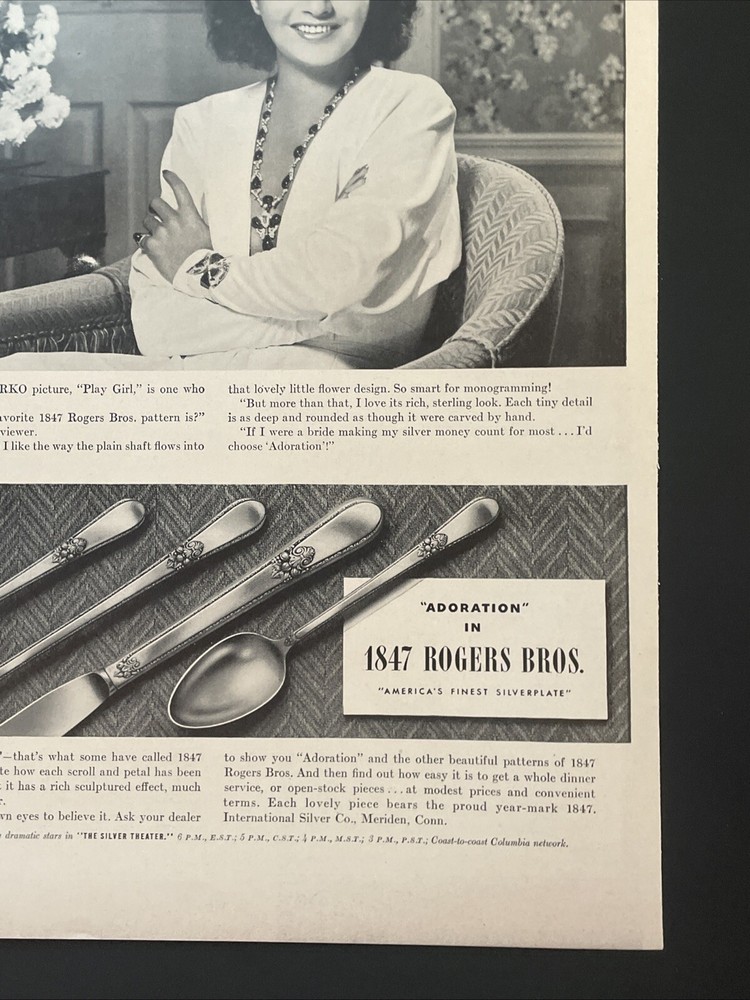 RKO picture, "Play Girl," is one who
avorite 1847 Rogers Bros. pattern is?"
viewer.
I like the way the plain shaft flows into
that lovely little flower design. So smart for monogramming!
"But more than that, I love its rich, sterling look. Each tiny detail
is as deep and rounded as though it were carved by hand.
"If I were a bride making my silver money count for most ... I'd
choose 'Adoration'!"
"ADORATION"
IN
1847 ROGERS BROS.
"AMERICA'S FINEST SILVERPLATE"
"—that's what some have called 1847
te how each scroll and petal has been
it has a rich sculptured effect, much
r.
wn eyes to believe it. Ask your dealer
to show you "Adoration" and the other beautiful patterns of 1847
Rogers Bros. And then find out how easy it is to get a whole dinner
service, or open-stock pieces ... at modest prices and convenient
terms. Each lovely piece bears the proud year-mark 1847.
International Silver Co., Meriden, Conn.
dramatic stars in "THE SILVER THEATER." 6 P.M., E.S.T.; 5 P.M., C.S.T.; 4 P.M., M.S.T.; 3 P.M., P.S.T.; Coast-to-coast Columbia network.